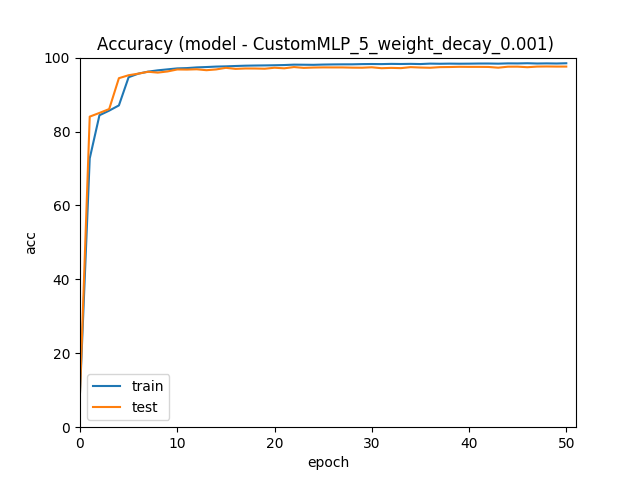 Accuracy (model - CustomMLP_5_weight_decay_0.001)
100
80
60
40
20
0
acc
train
test
0 10 20 30 40 50
epoch